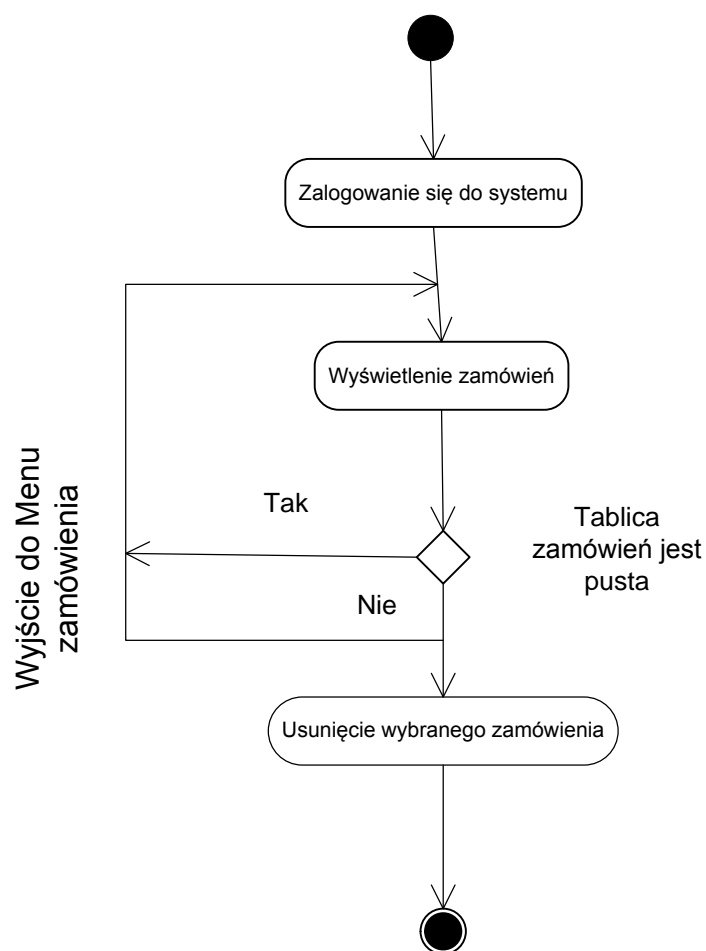 Zalogowanie się do systemu
Wyświetlenie zamówień
Wyjście do Menu
zamówienia
Tak
Tablica
zamówień jest
pusta
Nie
Usunięcie wybranego zamówienia